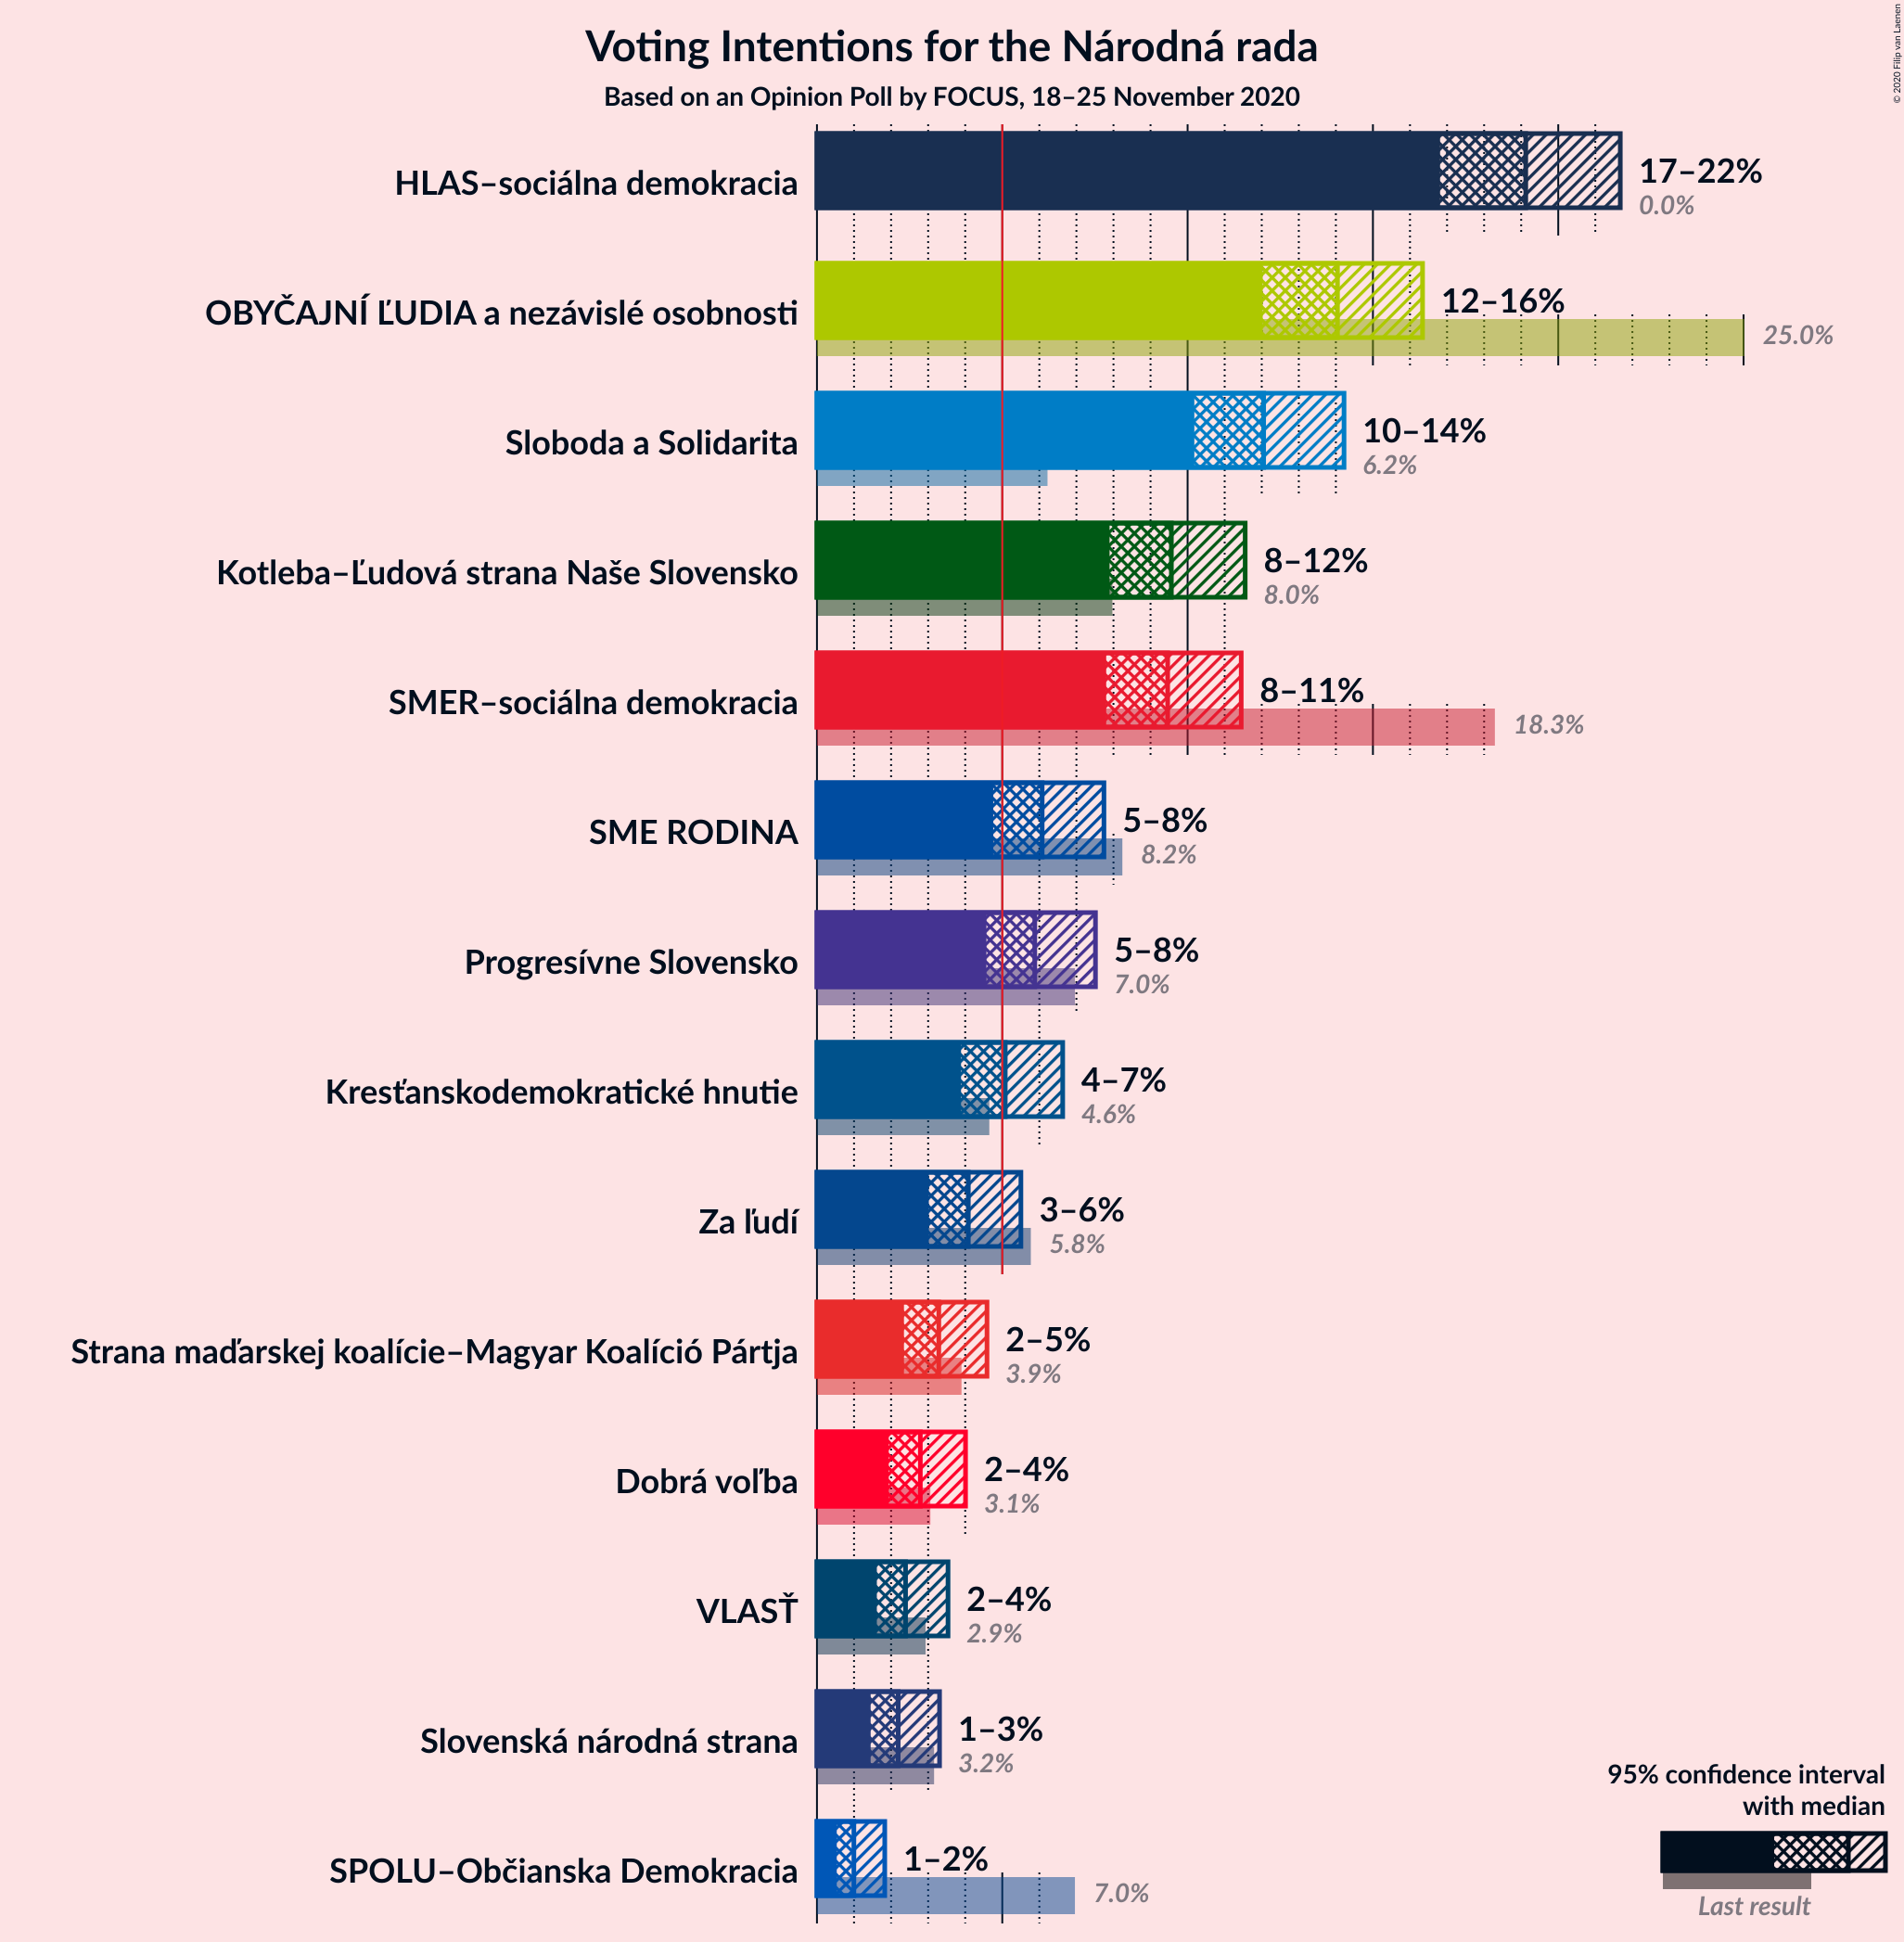 Voting Intentions for the Národná rada
Based on an Opinion Poll by FOCUS, 18–25 November 2020
© 2020 Filip van Laenen
HLAS–sociálna demokracia
17–22%
0.0%
OBYČAJNÍ ĽUDIA a nezávislé osobnosti
12–16%
25.0%
Sloboda a Solidarita
10–14%
6.2%
Kotleba–Ľudová strana Naše Slovensko
8–12%
8.0%
SMER–sociálna demokracia
8–11%
18.3%
SME RODINA
5–8%
8.2%
Progresívne Slovensko
5–8%
7.0%
Kresťanskodemokratické hnutie
4–7%
4.6%
Za ľudí
3–6%
5.8%
Strana maďarskej koalície–Magyar Koalíció Pártja
2–5%
3.9%
Dobrá voľba
2–4%
3.1%
VLASŤ
2–4%
2.9%
Slovenská národná strana
1–3%
3.2%
SPOLU–Občianska Demokracia
1–2%
7.0%
95% confidence interval
with median
Last result